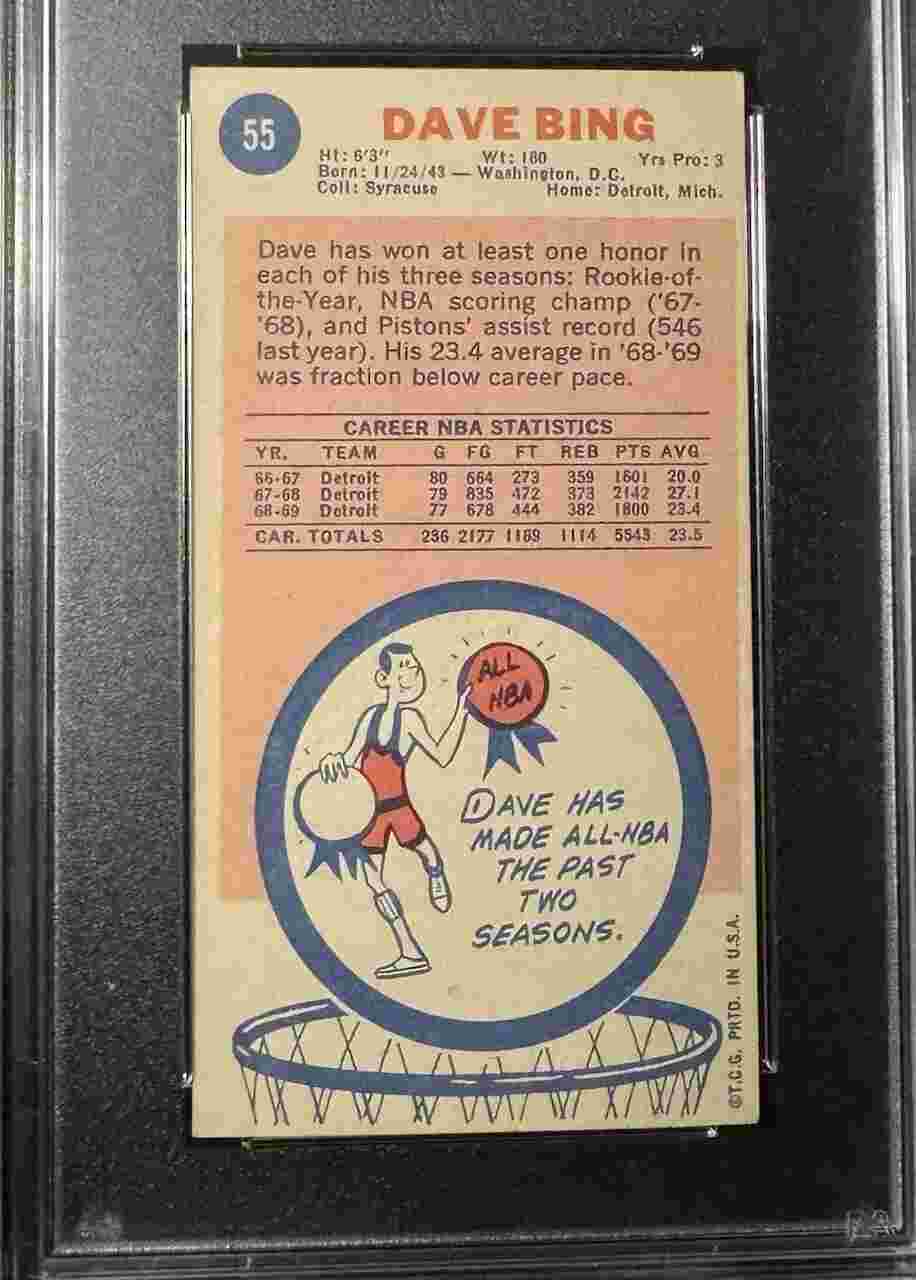 55
DAVE BING
Ht: 6'3" Wt: 180 Yrs Pro: 3
Born: 11/24/43 — Washington, D.C.
Coll: Syracuse Home: Detroit, Mich.
Dave has won at least one honor in
each of his three seasons: Rookie-of-
the-Year, NBA scoring champ ('67-
'68), and Pistons' assist record (546
last year). His 23.4 average in '68-'69
was fraction below career pace.
CAREER NBA STATISTICS
YR. TEAM G FG FT REB PTS AVG
66-67 Detroit 80 664 273 359 1601 20.0
67-68 Detroit 79 835 472 373 2142 27.1
68-69 Detroit 77 678 444 382 1800 23.4
CAR. TOTALS 236 2177 1189 1114 5543 23.5
ALL
NBA
DAVE HAS
MADE ALL-NBA
THE PAST
TWO
SEASONS.
©T.C.G. PRTD. IN U.S.A.